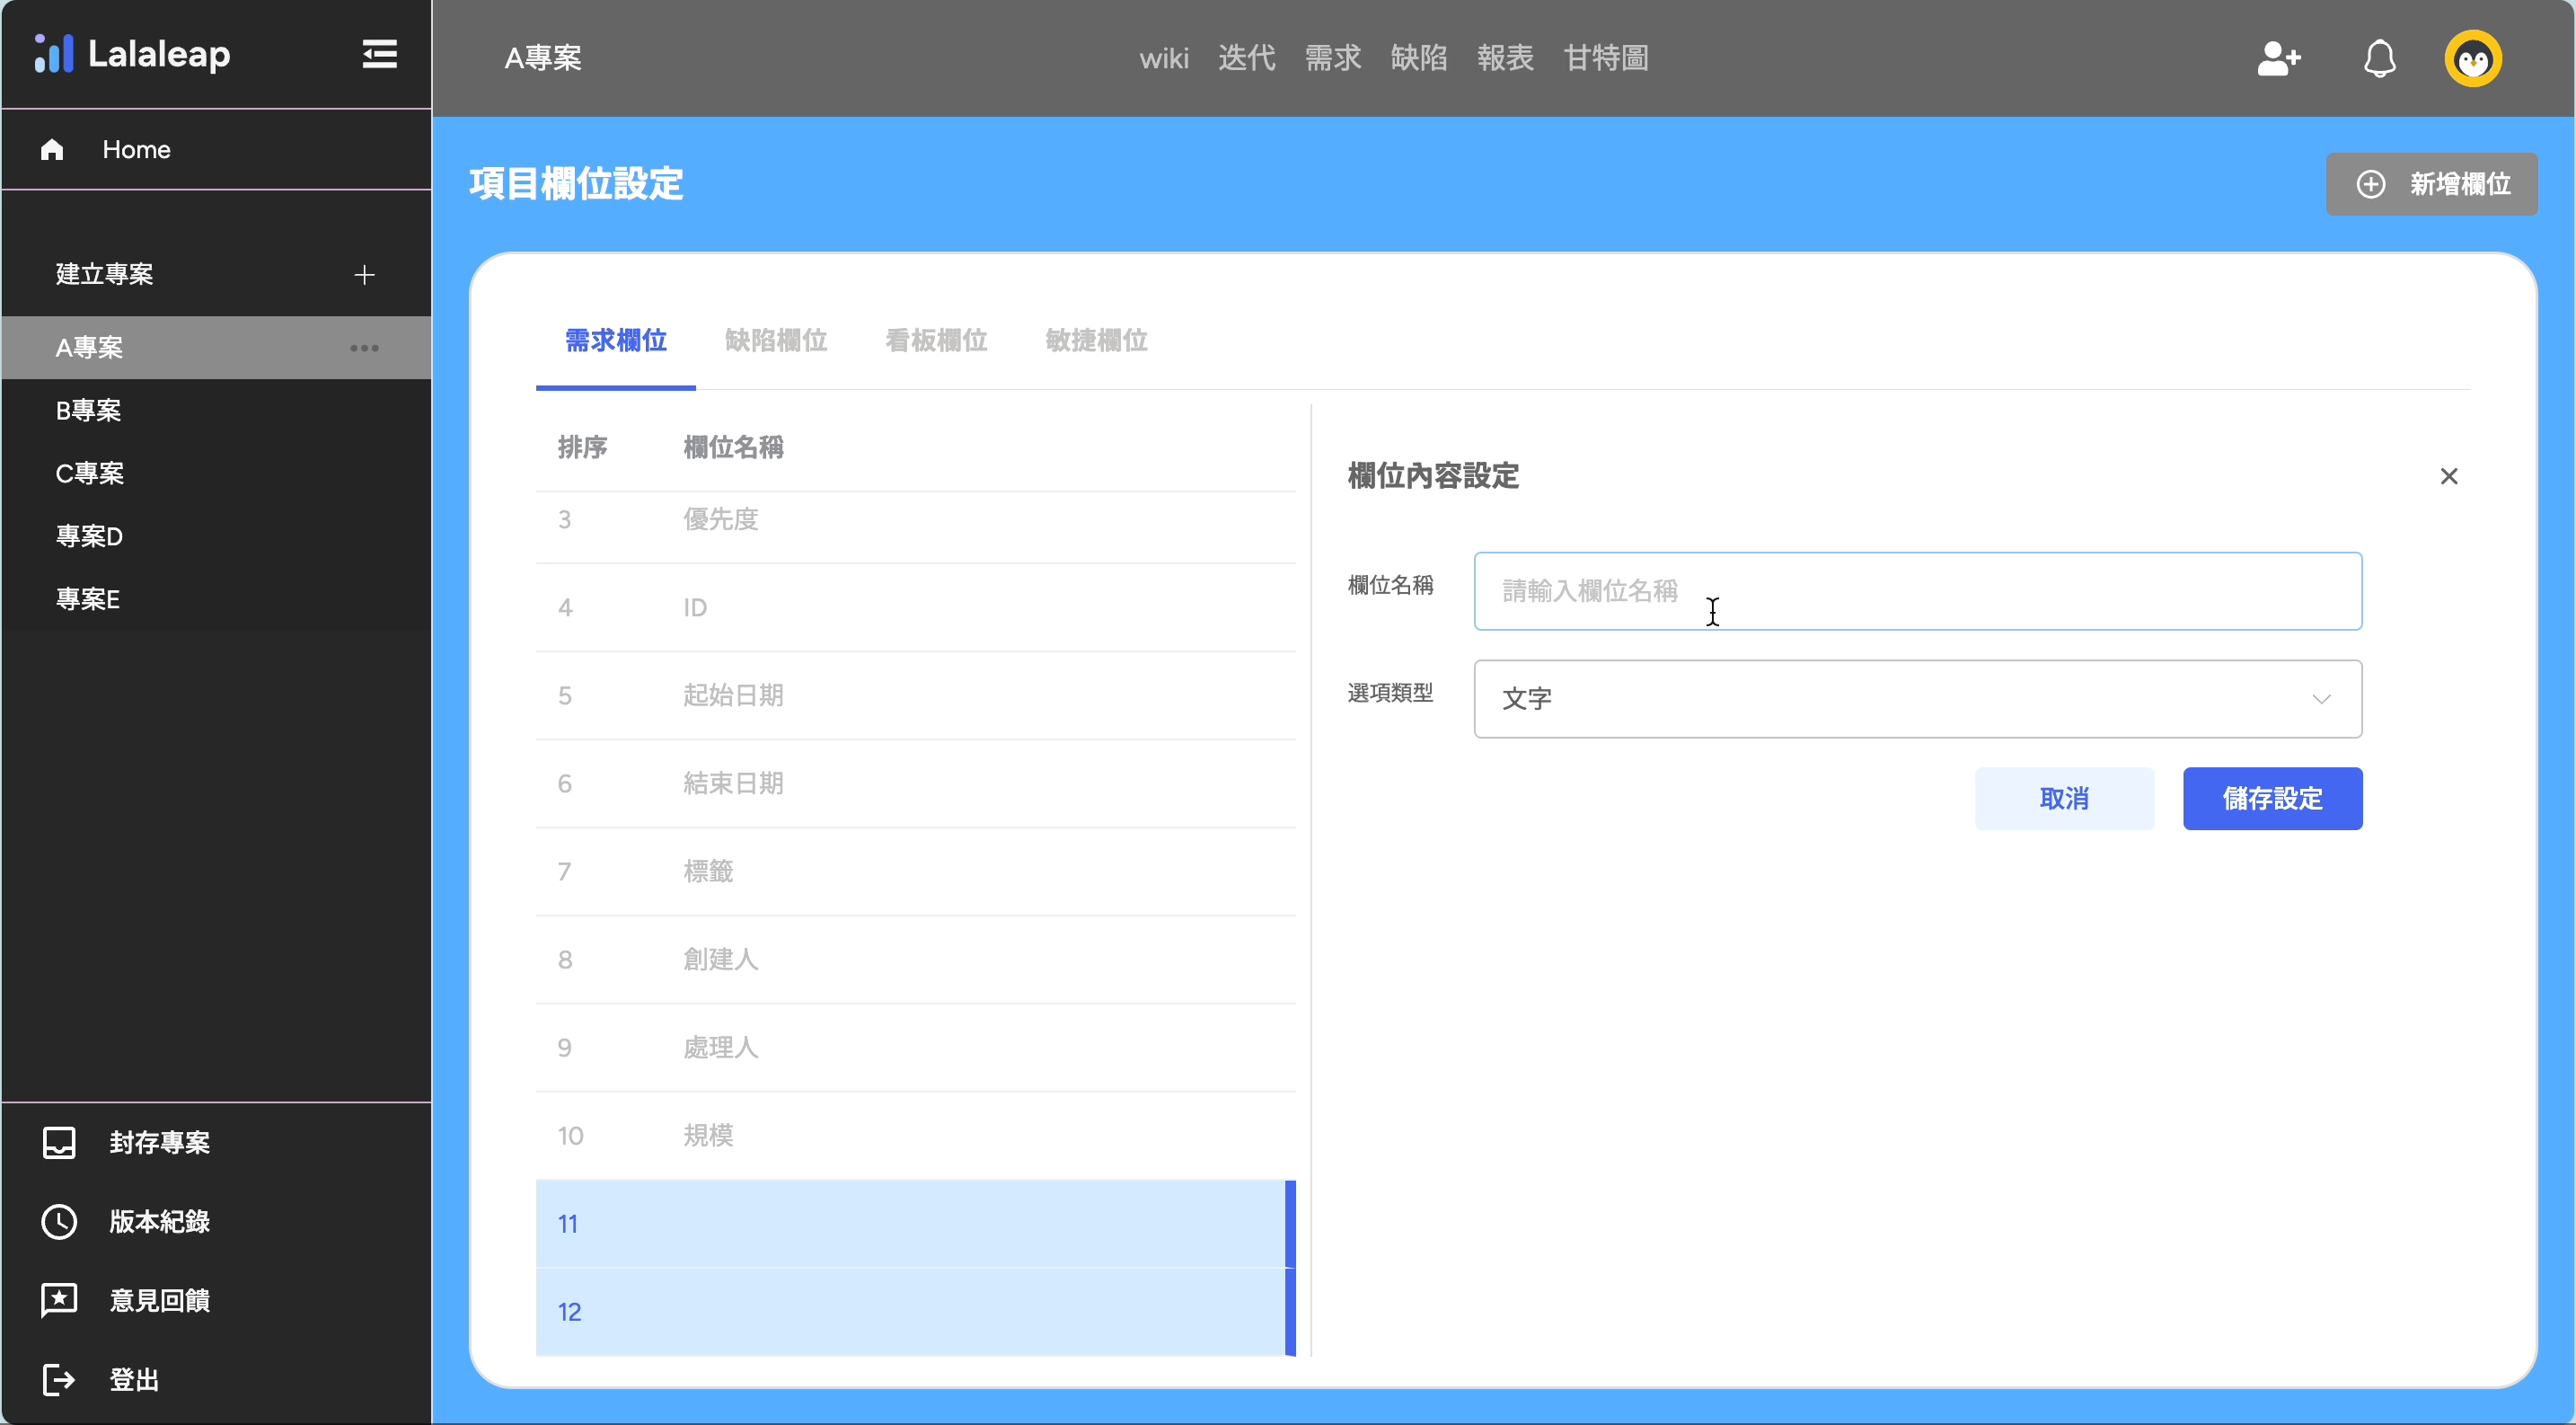 Lalaleap
Home
建立專案
A專案
B專案
C專案
專案D
專案E
封存專案
版本紀錄
意見回饋
登出
A專案 wiki 迭代 需求 缺陷 報表 甘特圖
項目欄位設定
新增欄位
需求欄位 缺陷欄位 看板欄位 敏捷欄位
排序 欄位名稱
3 優先度
4 ID
5 起始日期
6 結束日期
7 標籤
8 創建人
9 處理人
10 規模
11
12
欄位內容設定
欄位名稱 請輸入欄位名稱
選項類型 文字
取消 儲存設定